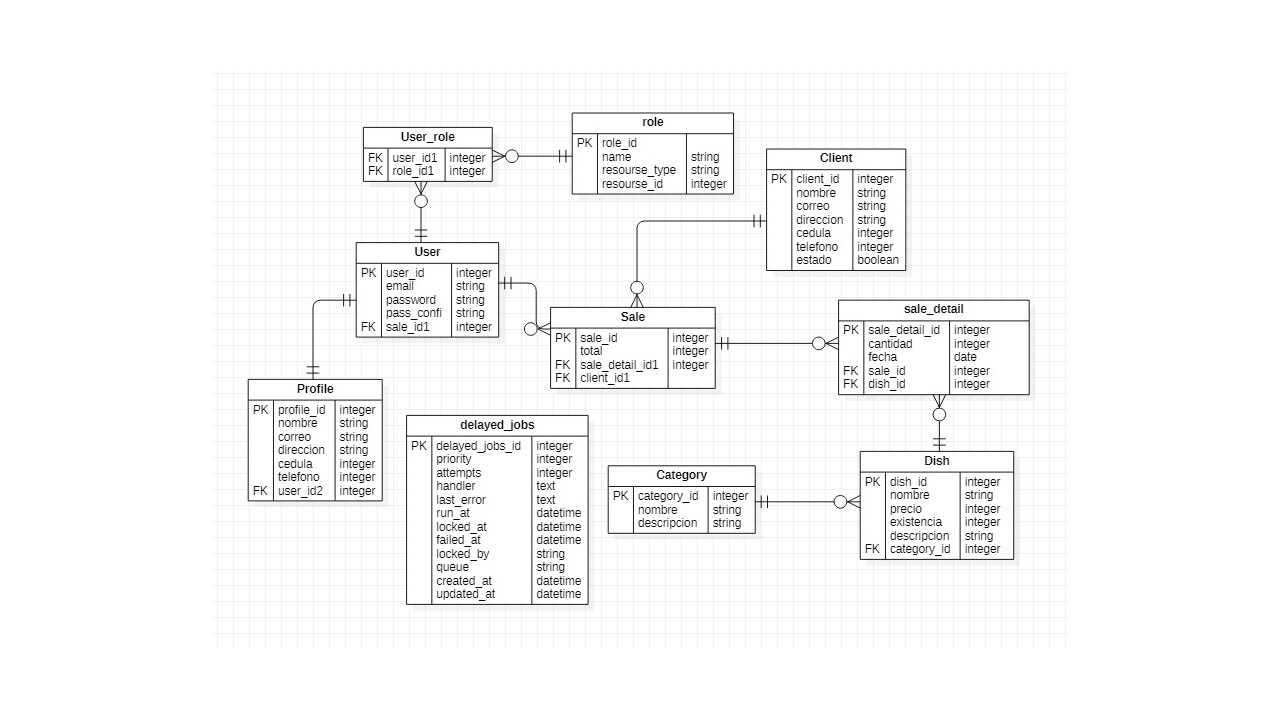 User_role
FK user_id1 integer
FK role_id1 integer
role
PK role_id
name string
resourse_type string
resourse_id integer
Client
PK client_id integer
nombre string
correo string
direccion string
cedula integer
telefono integer
estado boolean
User
PK user_id integer
email string
password string
pass_confi string
FK sale_id1 integer
Sale
PK sale_id integer
total integer
FK sale_detail_id1 integer
FK client_id1
sale_detail
PK sale_detail_id integer
cantidad integer
fecha date
FK sale_id integer
FK dish_id integer
Profile
PK profile_id integer
nombre string
correo string
direccion string
cedula integer
telefono integer
FK user_id2 integer
delayed_jobs
PK delayed_jobs_id integer
priority integer
attempts integer
handler text
last_error text
run_at datetime
locked_at datetime
failed_at datetime
locked_by string
queue string
created_at datetime
updated_at datetime
Category
PK category_id integer
nombre string
descripcion string
Dish
PK dish_id integer
nombre string
precio integer
existencia integer
descripcion string
FK category_id integer